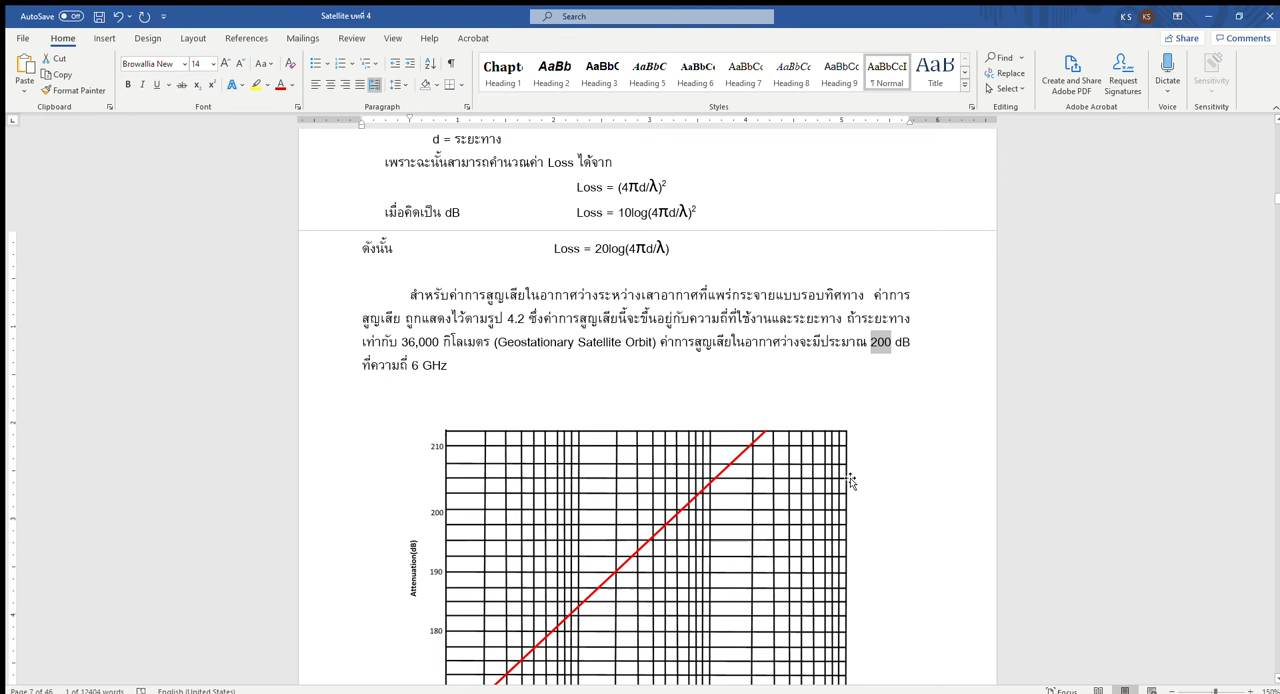 AutoSave Off Satellite บทที่ 4 Search K S KS
File Home Insert Design Layout References Mailings Review View Help Acrobat Share Comments
Paste Cut Copy Format Painter Clipboard
Browallia New 14 Font
Paragraph
Chapt AaBb AaBbC AaBbC AaBbCc AaBbCc AaBbCc AaBbCc AaBbCcI AaB
Heading 1 Heading 2 Heading 3 Heading 5 Heading 6 Heading 7 Heading 8 Heading 9 ¶ Normal Title
Styles
Find Replace Select Editing
Create and Share Adobe PDF Request Signatures Adobe Acrobat
Dictate Voice
Sensitivity Sensitivity
d = ระยะทาง
เพราะฉะนั้นสามารถคำนวณค่า Loss ได้จาก
Loss = (4πd/λ)²
เมื่อคิดเป็น dB Loss = 10log(4πd/λ)²
ดังนั้น Loss = 20log(4πd/λ)
สำหรับค่าการสูญเสียในอากาศว่างระหว่างเสาอากาศที่แพร่กระจายแบบรอบทิศทาง ค่าการ
สูญเสีย ถูกแสดงไว้ตามรูป 4.2 ซึ่งค่าการสูญเสียนี้จะขึ้นอยู่กับความถี่ที่ใช้งานและระยะทาง ถ้าระยะทาง
เท่ากับ 36,000 กิโลเมตร (Geostationary Satellite Orbit) ค่าการสูญเสียในอากาศว่างจะมีประมาณ 200 dB
ที่ความถี่ 6 GHz
210
200
190
180
Attenuation(dB)
Page 7 of 46 1 of 12404 words English (United States) Focus 150%